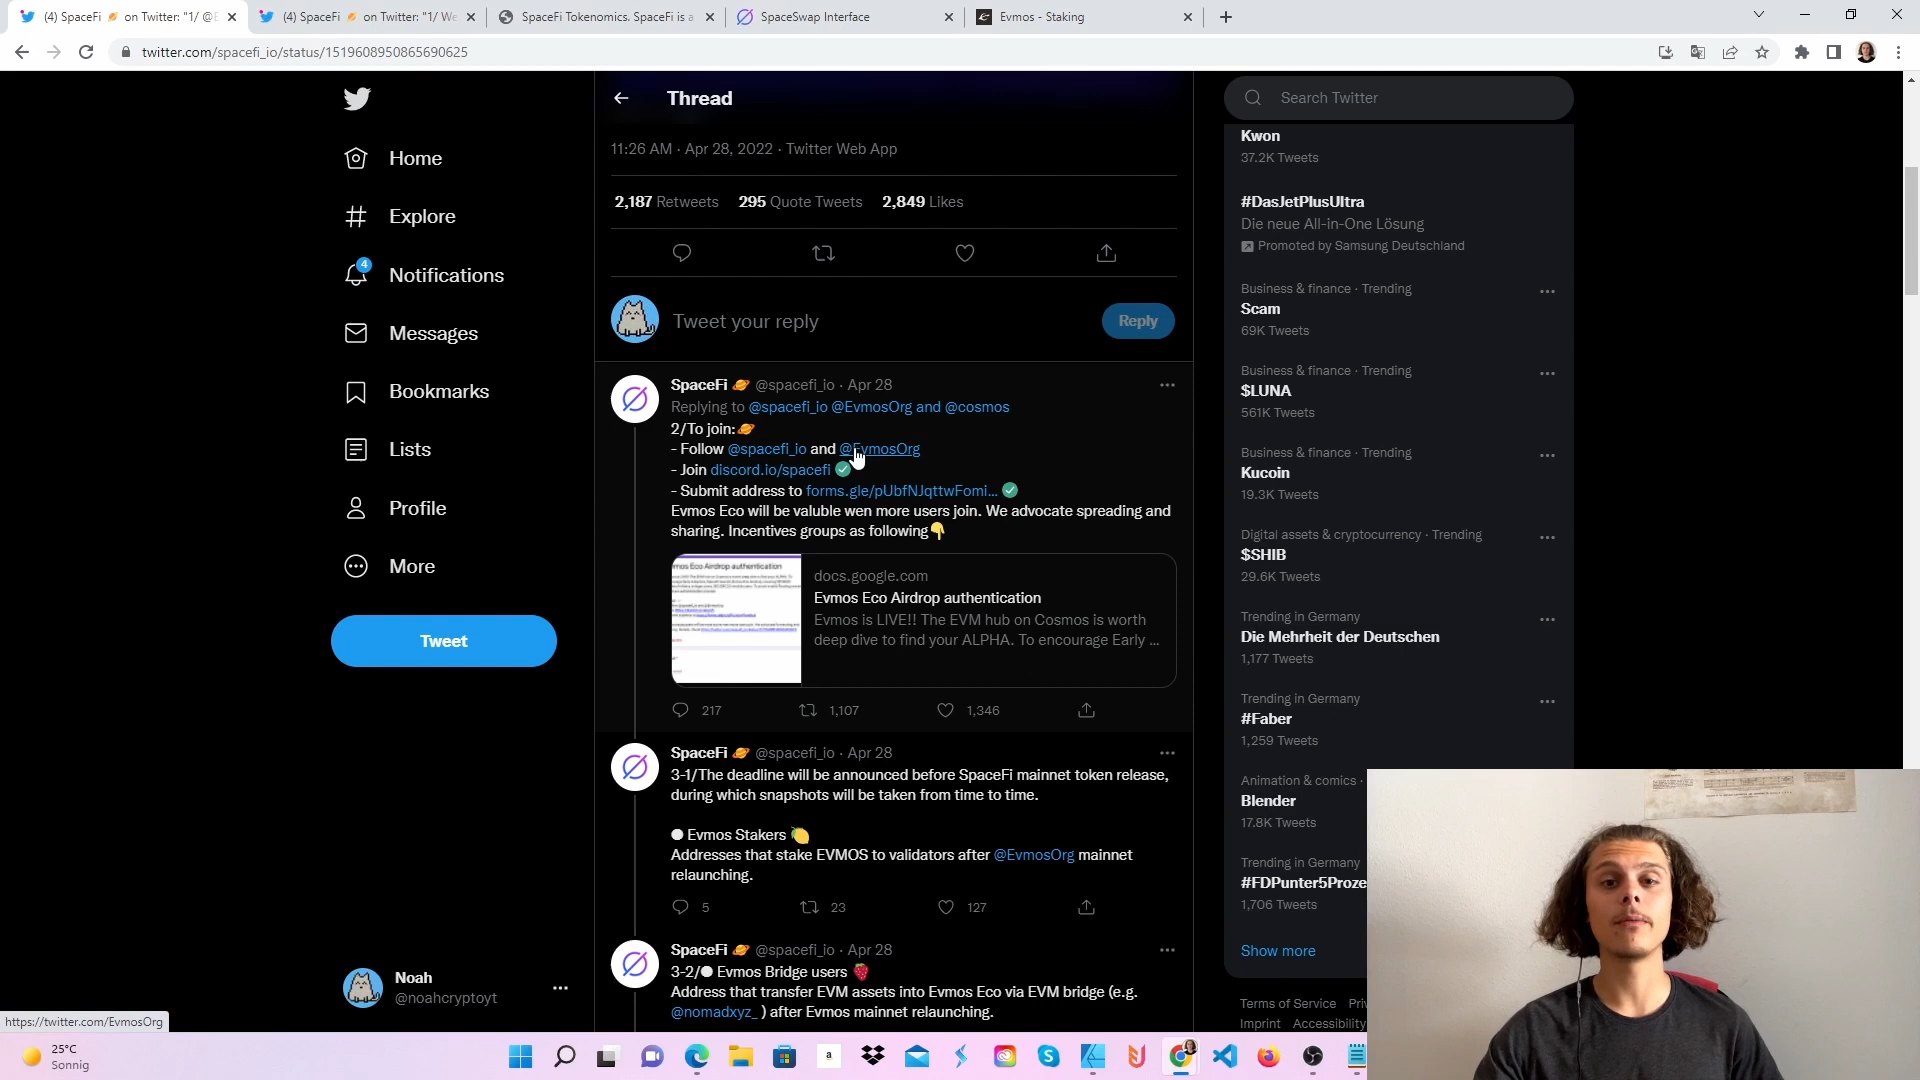 (4) SpaceFi 🪐 on Twitter: "1/ @E
(4) SpaceFi 🪐 on Twitter: "1/ We
SpaceFi Tokenomics. SpaceFi is a
SpaceSwap Interface
Evmos - Staking
twitter.com/spacefi_io/status/1519608950865690625
Home
Explore
4
Notifications
Messages
Bookmarks
Lists
Profile
More
Tweet
Noah
@noahcryptoyt
https://twitter.com/EvmosOrg
Thread
11:26 AM · Apr 28, 2022 · Twitter Web App
2,187 Retweets 295 Quote Tweets 2,849 Likes
Tweet your reply
Reply
SpaceFi 🪐 @spacefi_io · Apr 28
Replying to @spacefi_io @EvmosOrg and @cosmos
2/To join:🪐
- Follow @spacefi_io and @EvmosOrg
- Join discord.io/spacefi ✅
- Submit address to forms.gle/pUbfNJqttwFomi... ✅
Evmos Eco will be valuble wen more users join. We advocate spreading and
sharing. Incentives groups as following👇
mos Eco Airdrop authentication
docs.google.com
Evmos Eco Airdrop authentication
Evmos is LIVE!! The EVM hub on Cosmos is worth
deep dive to find your ALPHA. To encourage Early ...
217 1,107 1,346
SpaceFi 🪐 @spacefi_io · Apr 28
3-1/The deadline will be announced before SpaceFi mainnet token release,
during which snapshots will be taken from time to time.
● Evmos Stakers 🍋
Addresses that stake EVMOS to validators after @EvmosOrg mainnet
relaunching.
5 23 127
SpaceFi 🪐 @spacefi_io · Apr 28
3-2/● Evmos Bridge users 🍓
Address that transfer EVM assets into Evmos Eco via EVM bridge (e.g.
@nomadxyz_ ) after Evmos mainnet relaunching.
Search Twitter
Kwon
37.2K Tweets
#DasJetPlusUltra
Die neue All-in-One Lösung
Promoted by Samsung Deutschland
Business & finance · Trending
Scam
69K Tweets
Business & finance · Trending
$LUNA
561K Tweets
Business & finance · Trending
Kucoin
19.3K Tweets
Digital assets & cryptocurrency · Trending
$SHIB
29.6K Tweets
Trending in Germany
Die Mehrheit der Deutschen
1,177 Tweets
Trending in Germany
#Faber
1,259 Tweets
Animation & comics ·
Blender
17.8K Tweets
Trending in Germany
#FDPunter5Proze
1,706 Tweets
Show more
Terms of Service Priv
Imprint Accessibility
25°C
Sonnig
a